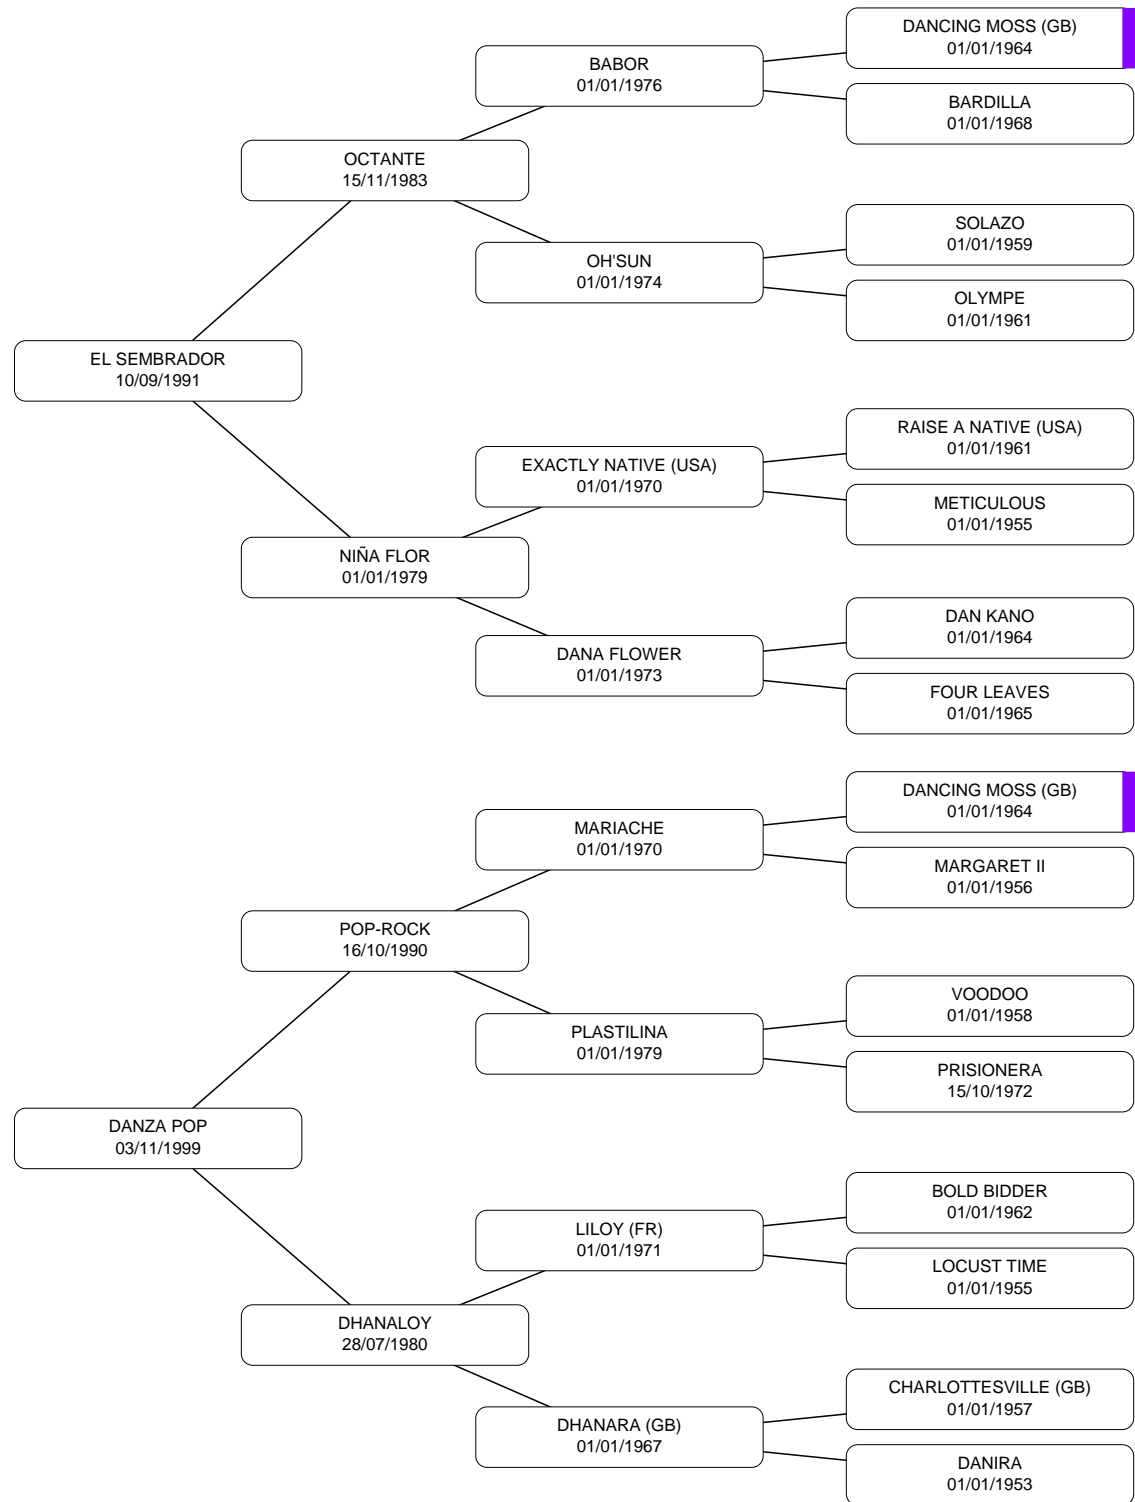 DANCING MOSS (GB)
01/01/1964
BABOR
01/01/1976
BARDILLA
01/01/1968
OCTANTE
15/11/1983
SOLAZO
01/01/1959
OH'SUN
01/01/1974
OLYMPE
01/01/1961
EL SEMBRADOR
10/09/1991
RAISE A NATIVE (USA)
01/01/1961
EXACTLY NATIVE (USA)
01/01/1970
METICULOUS
01/01/1955
NIÑA FLOR
01/01/1979
DAN KANO
01/01/1964
DANA FLOWER
01/01/1973
FOUR LEAVES
01/01/1965
DANCING MOSS (GB)
01/01/1964
MARIACHE
01/01/1970
MARGARET II
01/01/1956
POP-ROCK
16/10/1990
VOODOO
01/01/1958
PLASTILINA
01/01/1979
PRISIONERA
15/10/1972
DANZA POP
03/11/1999
BOLD BIDDER
01/01/1962
LILOY (FR)
01/01/1971
LOCUST TIME
01/01/1955
DHANALOY
28/07/1980
CHARLOTTESVILLE (GB)
01/01/1957
DHANARA (GB)
01/01/1967
DANIRA
01/01/1953